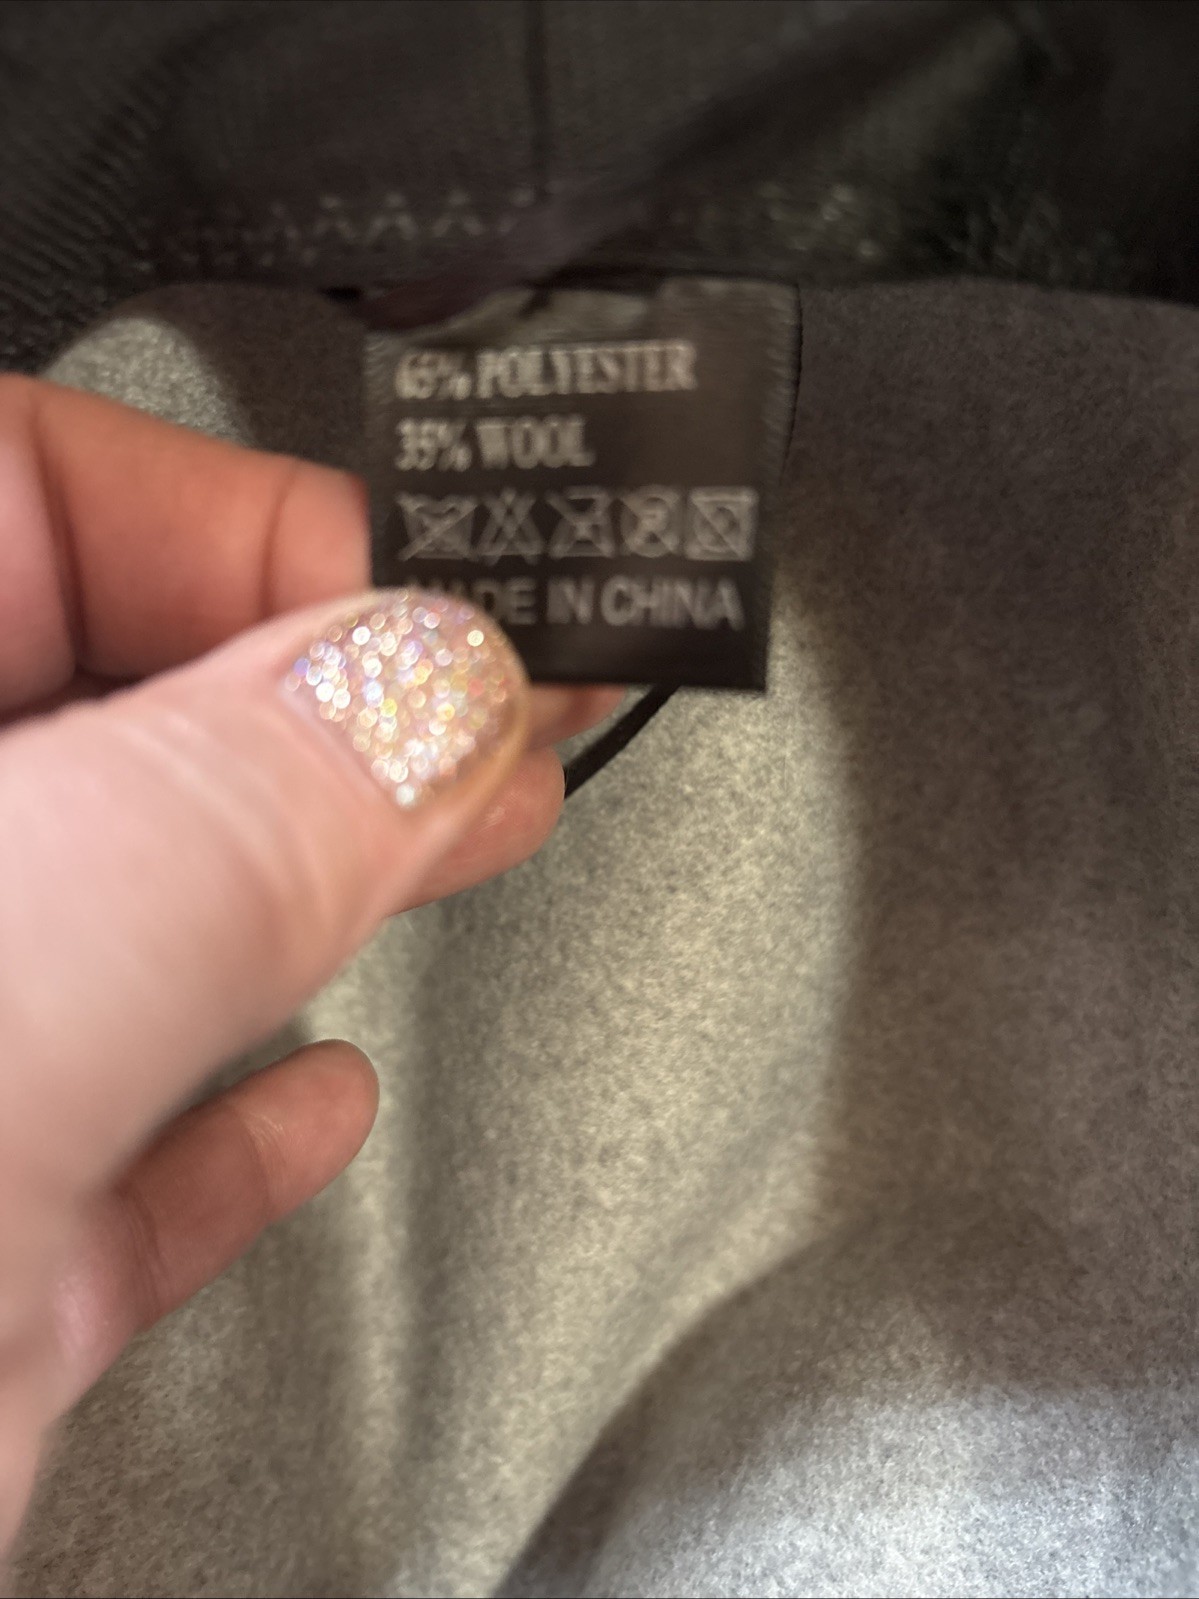 65% POLYESTER
35% WOOL
MADE IN CHINA